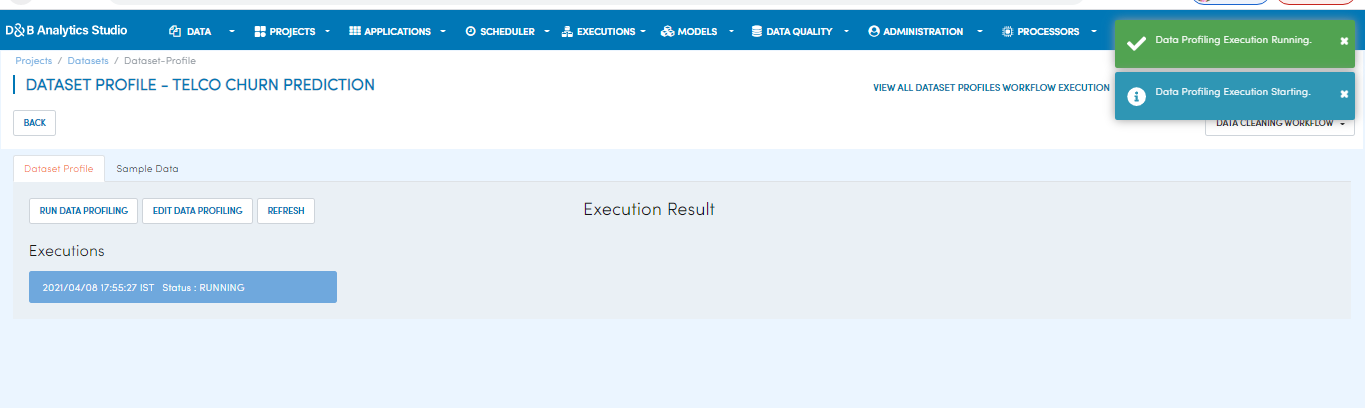 D&B Analytics Studio DATA PROJECTS APPLICATIONS SCHEDULER EXECUTIONS MODELS DATA QUALITY ADMINISTRATION PROCESSORS
Data Profiling Execution Running.
Projects / Datasets / Dataset-Profile
DATASET PROFILE - TELCO CHURN PREDICTION
VIEW ALL DATASET PROFILES WORKFLOW EXECUTION
Data Profiling Execution Starting.
BACK
DATA CLEANING WORKFLOW
Dataset Profile Sample Data
RUN DATA PROFILING EDIT DATA PROFILING REFRESH
Execution Result
Executions
2021/04/08 17:55:27 IST Status : RUNNING